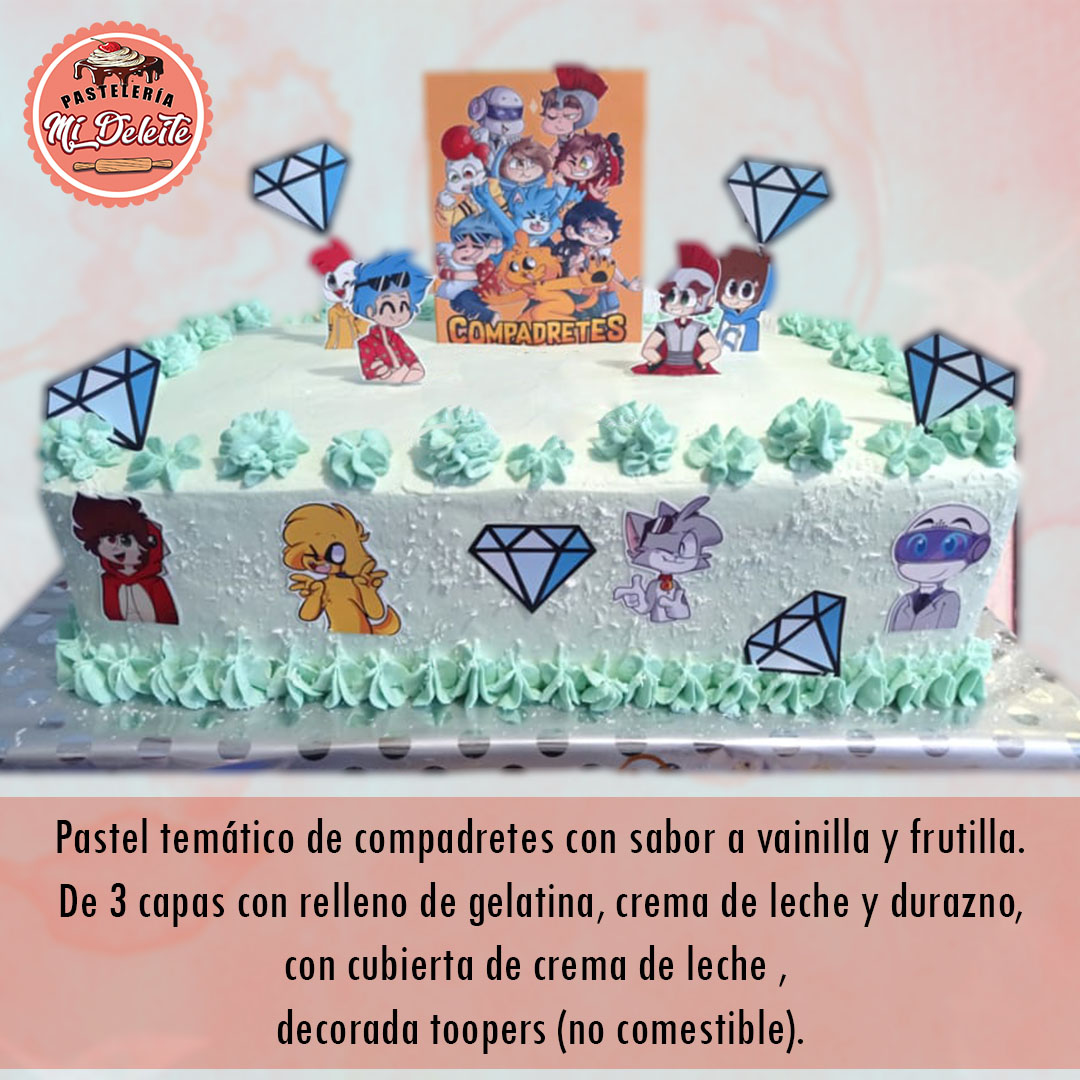 PASTELERÍA
Mi Deleite
COMPADRETES
Pastel temático de compadretes con sabor a vainilla y frutilla.
De 3 capas con relleno de gelatina, crema de leche y durazno,
con cubierta de crema de leche ,
decorada toopers (no comestible).